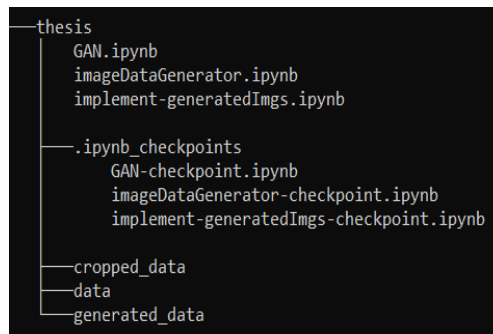 thesis
GAN.ipynb
imageDataGenerator.ipynb
implement-generatedImgs.ipynb
.ipynb_checkpoints
GAN-checkpoint.ipynb
imageDataGenerator-checkpoint.ipynb
implement-generatedImgs-checkpoint.ipynb
cropped_data
data
generated_data